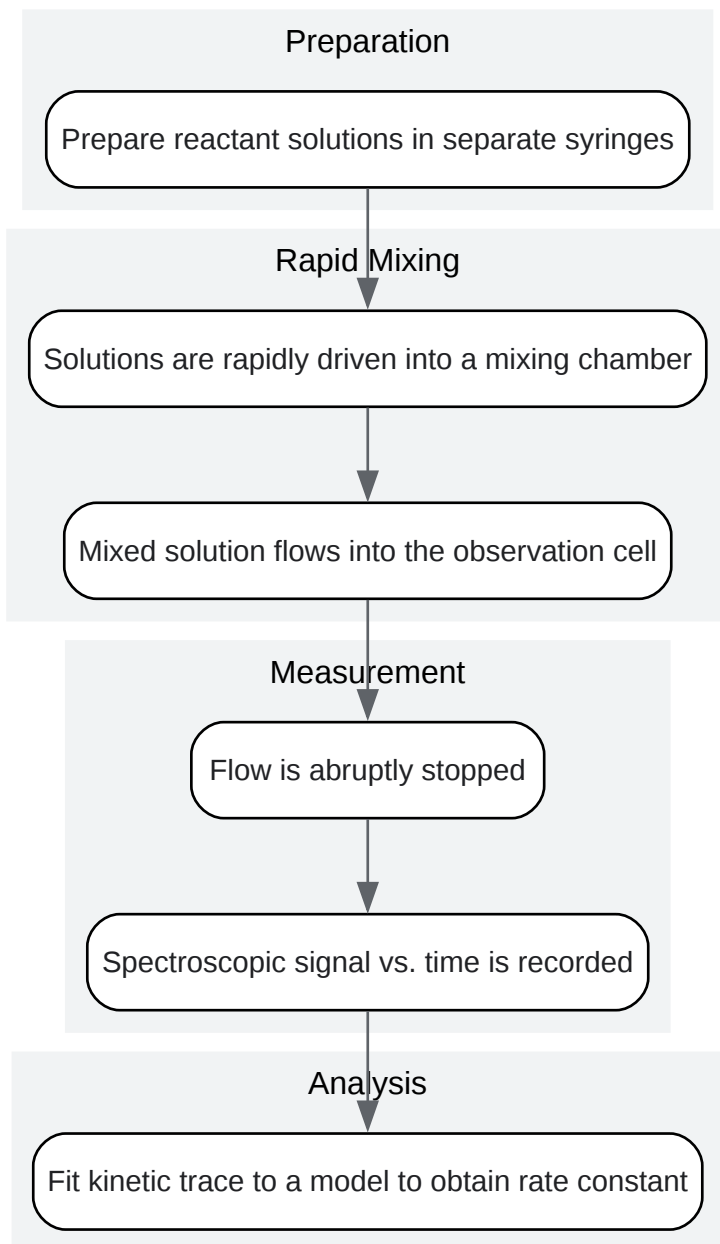 Preparation
Prepare reactant solutions in separate syringes
Rapid Mixing
Solutions are rapidly driven into a mixing chamber
Mixed solution flows into the observation cell
Measurement
Flow is abruptly stopped
Spectroscopic signal vs. time is recorded
Analysis
Fit kinetic trace to a model to obtain rate constant